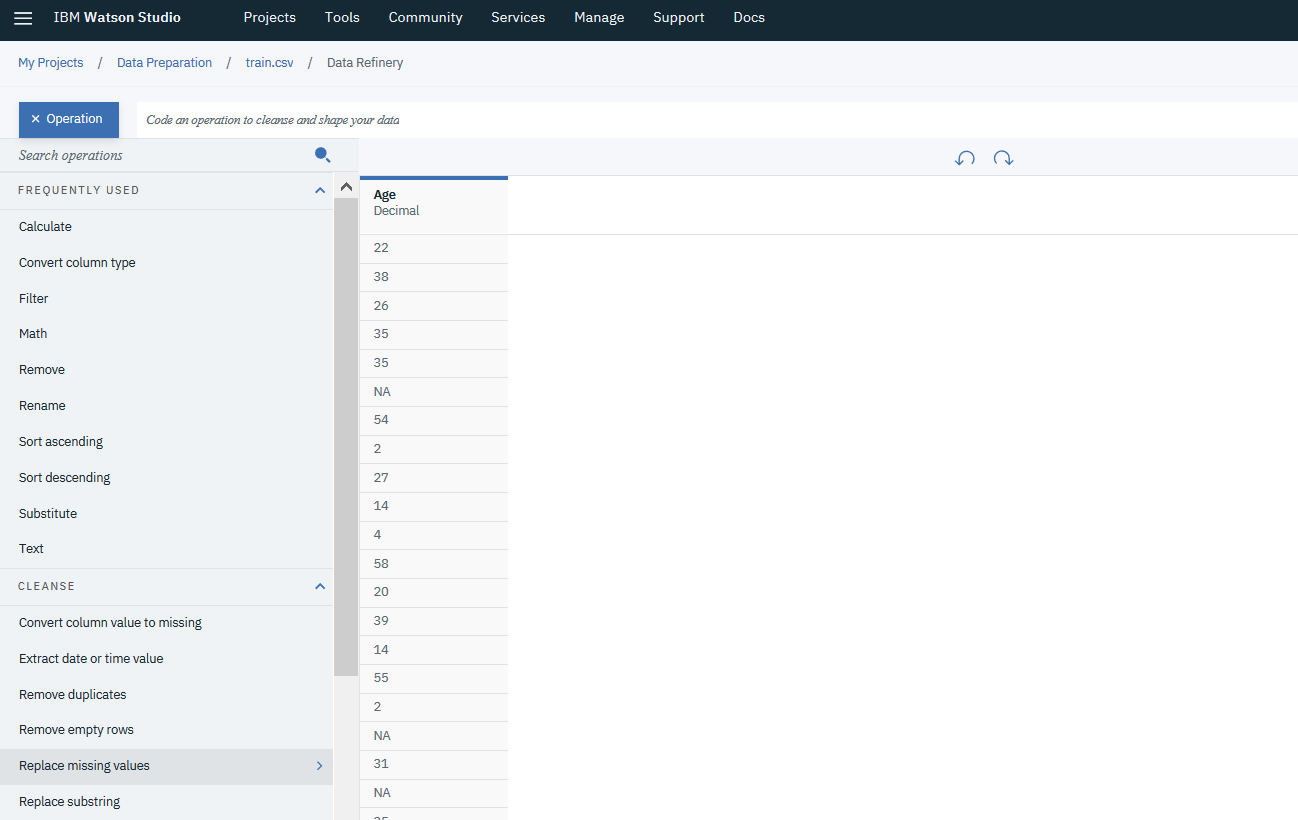 IBM Watson Studio Projects Tools Community Services Manage Support Docs
My Projects / Data Preparation / train.csv / Data Refinery
× Operation Code an operation to cleanse and shape your data
Search operations
FREQUENTLY USED
Calculate
Convert column type
Filter
Math
Remove
Rename
Sort ascending
Sort descending
Substitute
Text
CLEANSE
Convert column value to missing
Extract date or time value
Remove duplicates
Remove empty rows
Replace missing values
Replace substring
Age
Decimal
22
38
26
35
35
NA
54
2
27
14
4
58
20
39
14
55
2
NA
31
NA